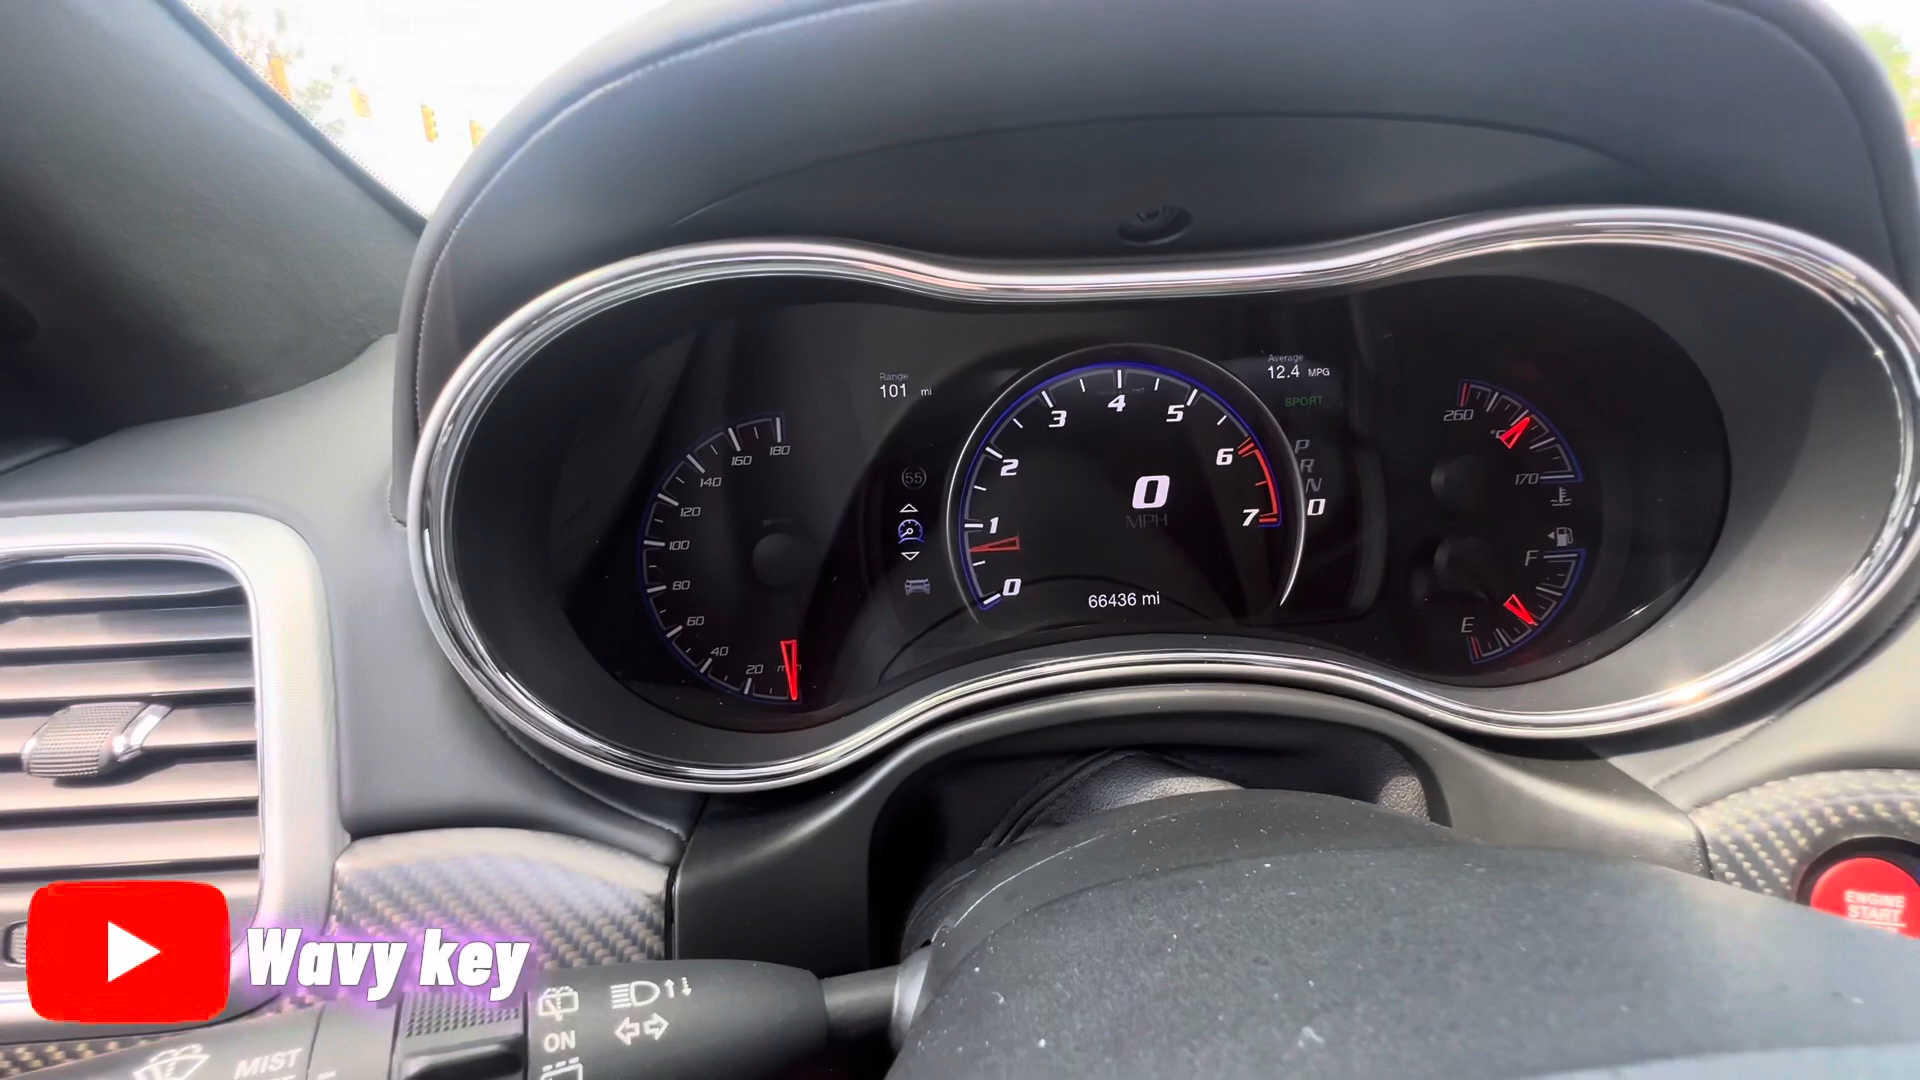 Range
101 mi
Average
12.4 MPG
SPORT
180
160
140
120
100
80
60
40
20
55
0
1
2
3
4
5
6
7
0
MPH
66436 mi
P
R
N
D
260
°F
170
F
E
ENGINE
START
Wavy key
MIST
ON